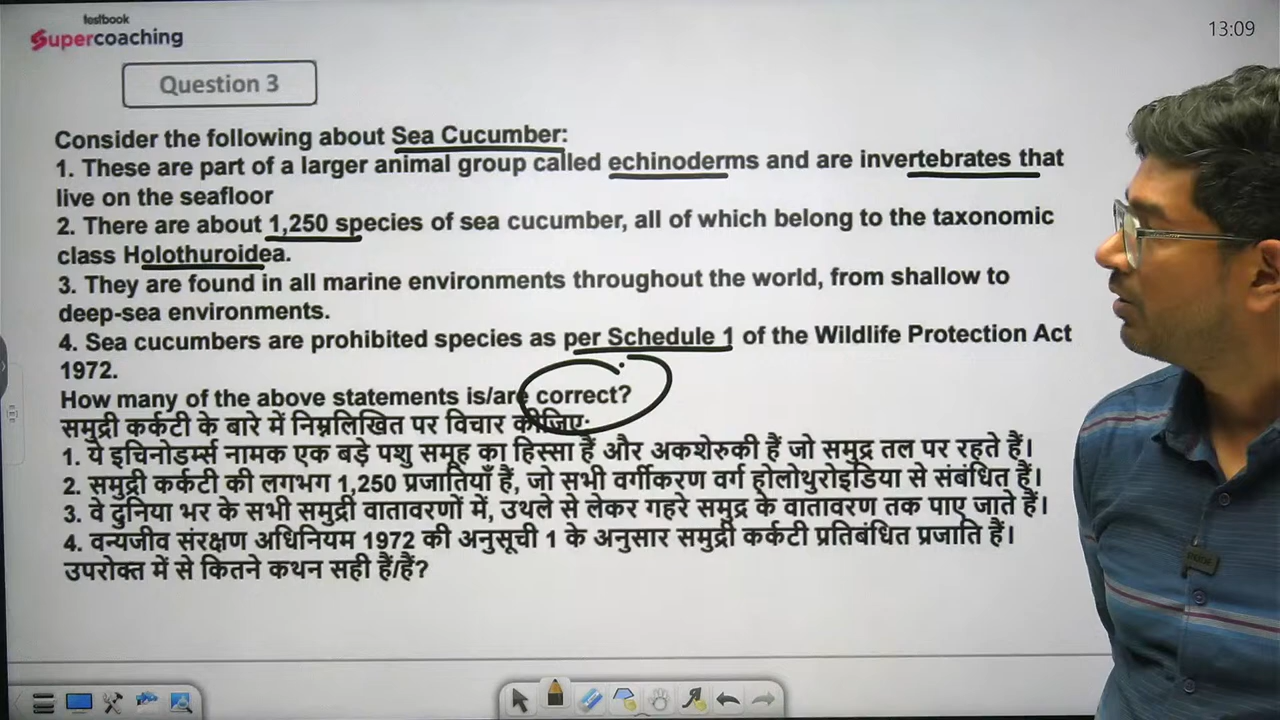 testbook
Supercoaching
13:09
Question 3
Consider the following about Sea Cucumber:
1. These are part of a larger animal group called echinoderms and are invertebrates that
live on the seafloor
2. There are about 1,250 species of sea cucumber, all of which belong to the taxonomic
class Holothuroidea.
3. They are found in all marine environments throughout the world, from shallow to
deep-sea environments.
4. Sea cucumbers are prohibited species as per Schedule 1 of the Wildlife Protection Act
1972.
How many of the above statements is/are correct?
समुद्री कर्कटी के बारे में निम्नलिखित पर विचार कीजिए:
1. ये इचिनोडर्म्स नामक एक बड़े पशु समूह का हिस्सा हैं और अकशेरुकी हैं जो समुद्र तल पर रहते हैं।
2. समुद्री कर्कटी की लगभग 1,250 प्रजातियाँ हैं, जो सभी वर्गीकरण वर्ग होलोथुरोइडिया से संबंधित हैं।
3. वे दुनिया भर के सभी समुद्री वातावरणों में, उथले से लेकर गहरे समुद्र के वातावरण तक पाए जाते हैं।
4. वन्यजीव संरक्षण अधिनियम 1972 की अनुसूची 1 के अनुसार समुद्री कर्कटी प्रतिबंधित प्रजाति हैं।
उपरोक्त में से कितने कथन सही हैं/हैं?